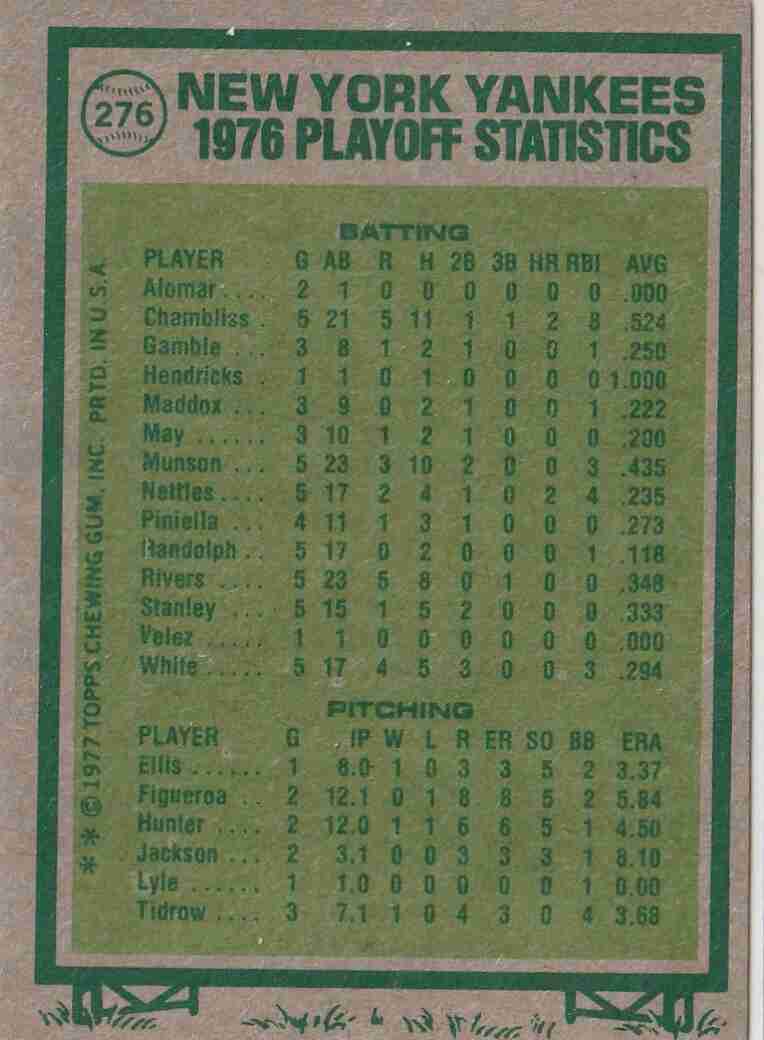 276
NEW YORK YANKEES
1976 PLAYOFF STATISTICS
BATTING
PLAYER G AB R H 2B 3B HR RBI AVG
Alomar .... 2 1 0 0 0 0 0 0 .000
Chambliss . 5 21 5 11 1 1 2 8 .524
Gamble ... 3 8 1 2 1 0 0 1 .250
Hendricks . 1 1 0 1 0 0 0 0 1.000
Maddox ... 3 9 0 2 1 0 0 1 .222
May ...... 3 10 1 2 1 0 0 0 .200
Munson ... 5 23 3 10 2 0 0 3 .435
Nettles .... 5 17 2 4 1 0 2 4 .235
Piniella ... 4 11 1 3 1 0 0 0 .273
Randolph .. 5 17 0 2 0 0 0 1 .118
Rivers .... 5 23 5 8 0 1 0 0 .348
Stanley ... 5 15 1 5 2 0 0 0 .333
Velez ..... 1 1 0 0 0 0 0 0 .000
White ..... 5 17 4 5 3 0 0 3 .294
PITCHING
PLAYER G IP W L R ER SO BB ERA
Ellis ...... 1 8.0 1 0 3 3 5 2 3.37
Figueroa .. 2 12.1 0 1 8 8 5 2 5.84
Hunter .... 2 12.0 1 1 6 6 5 1 4.50
Jackson ... 2 3.1 0 0 3 3 3 1 8.10
Lyle ...... 1 1.0 0 0 0 0 0 1 0.00
Tidrow .... 3 7.1 1 0 4 3 0 4 3.68
* * © 1977 TOPPS CHEWING GUM, INC. PRTD. IN U.S.A.